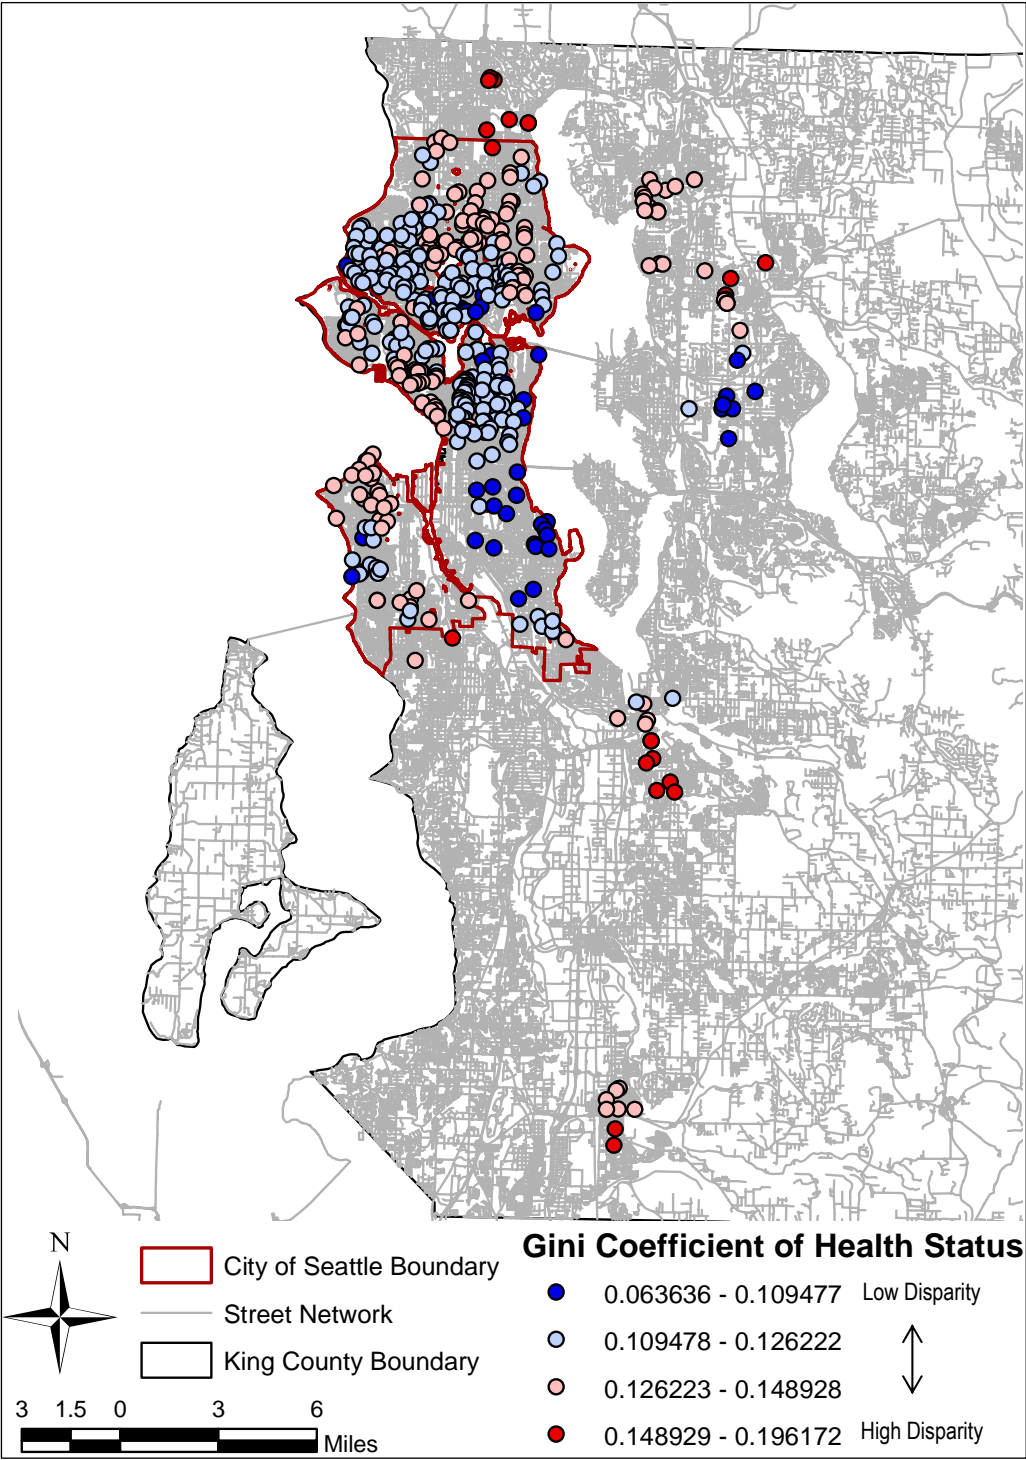 N
City of Seattle Boundary
Street Network
King County Boundary
3 1.5 0 3 6
Miles
Gini Coefficient of Health Status
0.063636 - 0.109477 Low Disparity
0.109478 - 0.126222
0.126223 - 0.148928
0.148929 - 0.196172 High Disparity